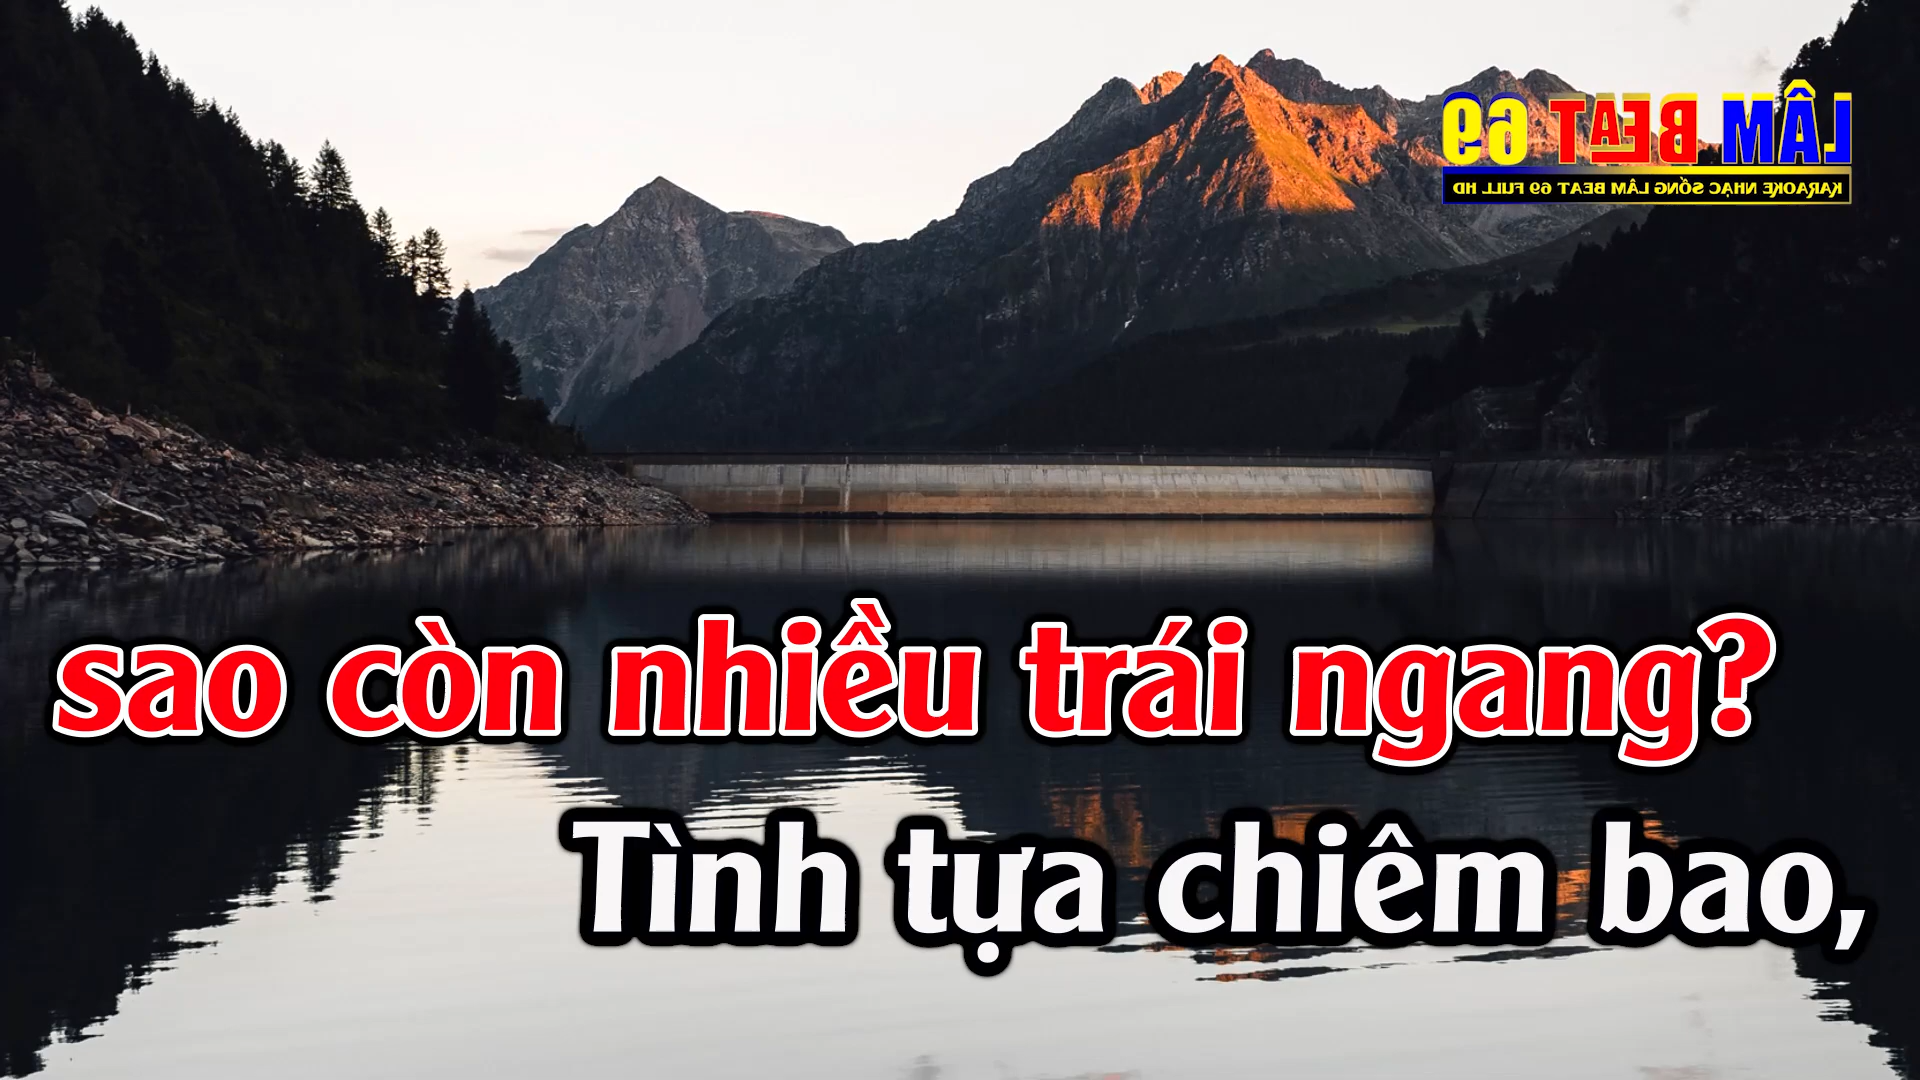 LÂM BEAT 69
KARAOKE NHẠC SỐNG LÂM BEAT 69 FULL HD
sao còn nhiều trái ngang?
Tình tựa chiêm bao,